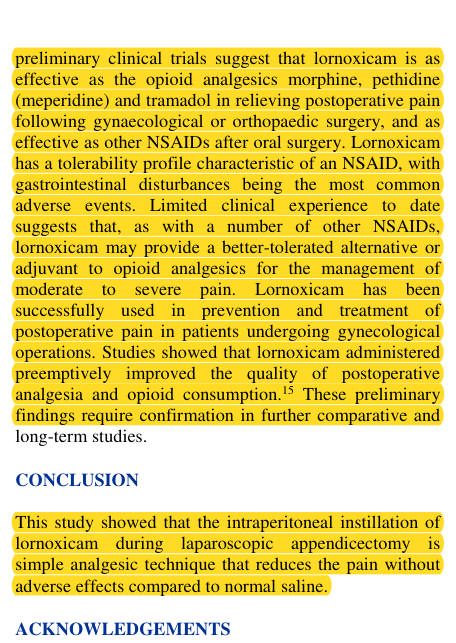 preliminary clinical trials suggest that lornoxicam is as
effective as the opioid analgesics morphine, pethidine
(meperidine) and tramadol in relieving postoperative pain
following gynaecological or orthopaedic surgery, and as
effective as other NSAIDs after oral surgery. Lornoxicam
has a tolerability profile characteristic of an NSAID, with
gastrointestinal disturbances being the most common
adverse events. Limited clinical experience to date
suggests that, as with a number of other NSAIDs,
lornoxicam may provide a better-tolerated alternative or
adjuvant to opioid analgesics for the management of
moderate to severe pain. Lornoxicam has been
successfully used in prevention and treatment of
postoperative pain in patients undergoing gynecological
operations. Studies showed that lornoxicam administered
preemptively improved the quality of postoperative
analgesia and opioid consumption.15 These preliminary
findings require confirmation in further comparative and
long-term studies.
CONCLUSION
This study showed that the intraperitoneal instillation of
lornoxicam during laparoscopic appendicectomy is
simple analgesic technique that reduces the pain without
adverse effects compared to normal saline.
ACKNOWLEDGEMENTS